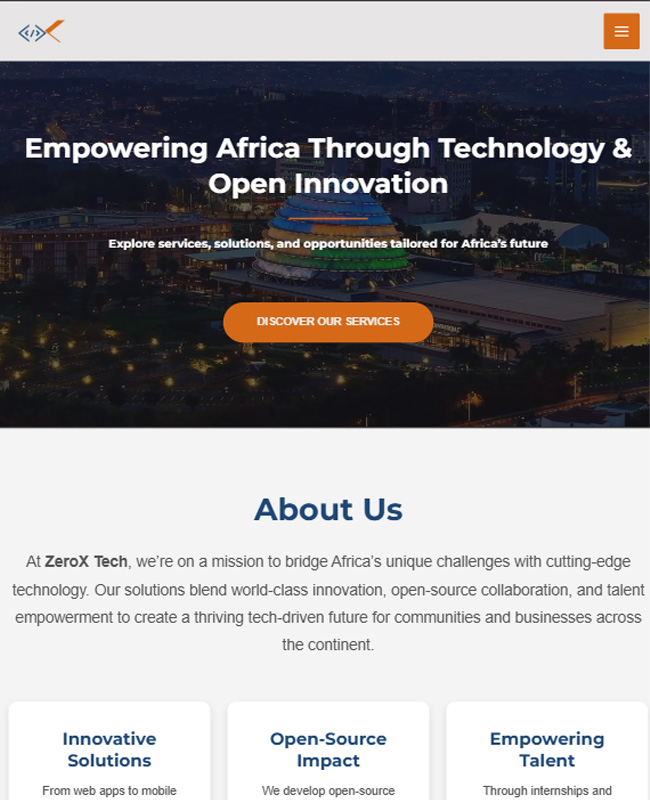 </>
Empowering Africa Through Technology &
Open Innovation
Explore services, solutions, and opportunities tailored for Africa’s future
DISCOVER OUR SERVICES
About Us
At ZeroX Tech, we’re on a mission to bridge Africa’s unique challenges with cutting-edge
technology. Our solutions blend world-class innovation, open-source collaboration, and talent
empowerment to create a thriving tech-driven future for communities and businesses across
the continent.
Innovative
Solutions
From web apps to mobile
Open-Source
Impact
We develop open-source
Empowering
Talent
Through internships and